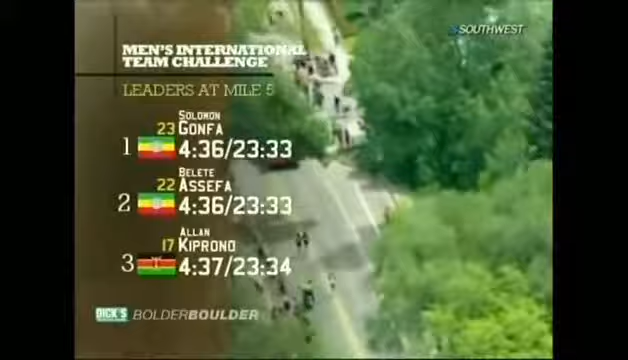 SOUTHWEST
MEN'S INTERNATIONAL
TEAM CHALLENGE
LEADERS AT MILE 5
SOLOMON
23 GONFA
1 4:36/23:33
BELETE
22 ASSEFA
2 4:36/23:33
ALLAN
17 KIPRONO
3 4:37/23:34
DICK'S BOLDERBOULDER